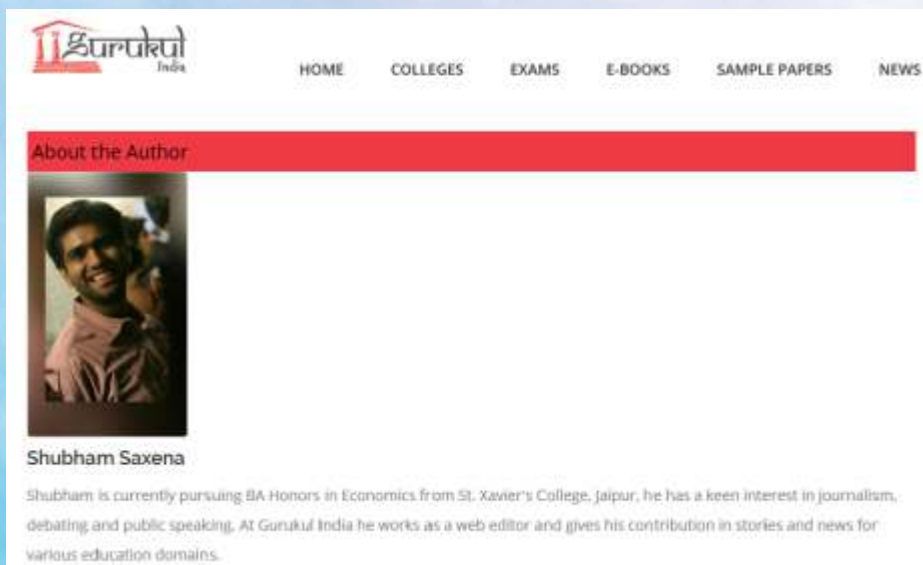 gurukul
India
HOME COLLEGES EXAMS E-BOOKS SAMPLE PAPERS NEWS
About the Author
Shubham Saxena
Shubham is currently pursuing BA Honors in Economics from St. Xavier's College, Jaipur, he has a keen interest in journalism,
debating and public speaking. At Gurukul India he works as a web editor and gives his contribution in stories and news for
various education domains.